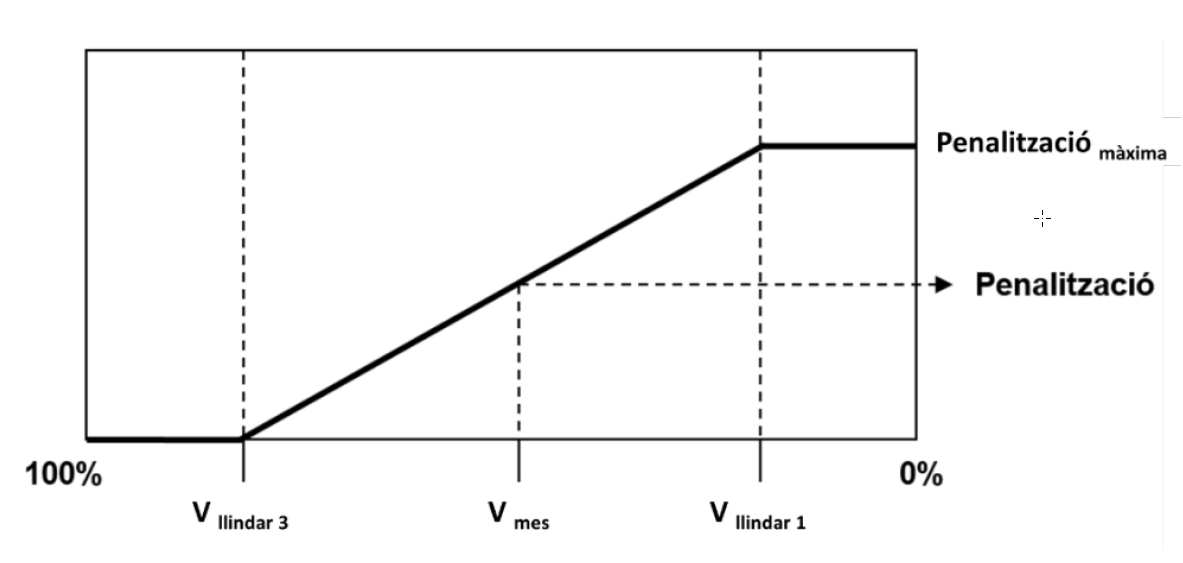 Penalització màxima
Penalització
100%
0%
V llindar 3
V mes
V llindar 1